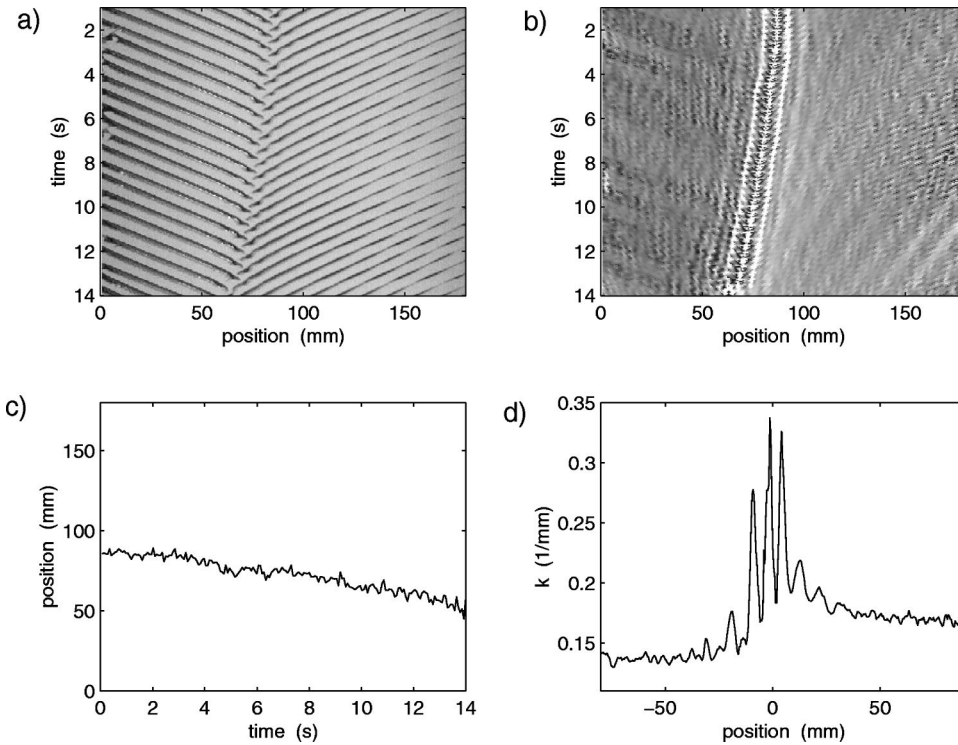 a)
2
4
6
8
10
12
14
time (s)
0 50 100 150
position (mm)
b)
2
4
6
8
10
12
14
time (s)
0 50 100 150
position (mm)
c)
150
100
50
0
position (mm)
0 2 4 6 8 10 12 14
time (s)
d)
0.35
0.3
0.25
0.2
0.15
k (1/mm)
−50 0 50
position (mm)